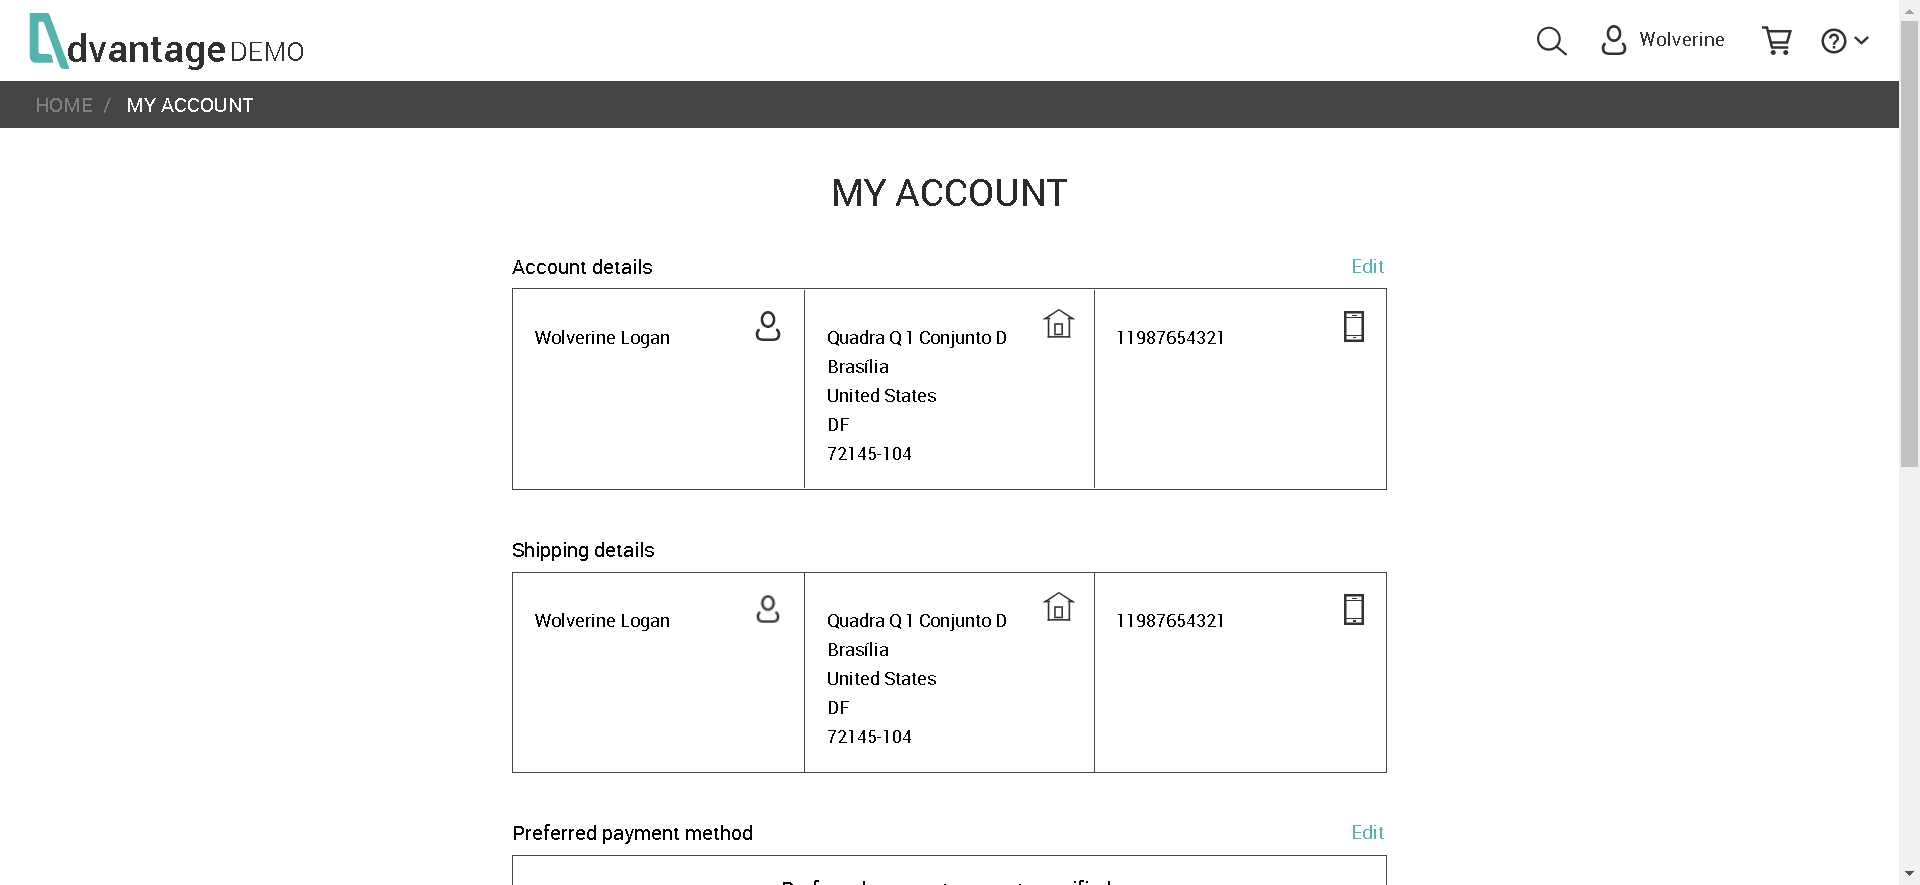 dvantage DEMO
Wolverine
HOME / MY ACCOUNT
MY ACCOUNT
Account details
Edit
Wolverine Logan
Quadra Q 1 Conjunto D
Brasília
United States
DF
72145-104
11987654321
Shipping details
Wolverine Logan
Quadra Q 1 Conjunto D
Brasília
United States
DF
72145-104
11987654321
Preferred payment method
Edit